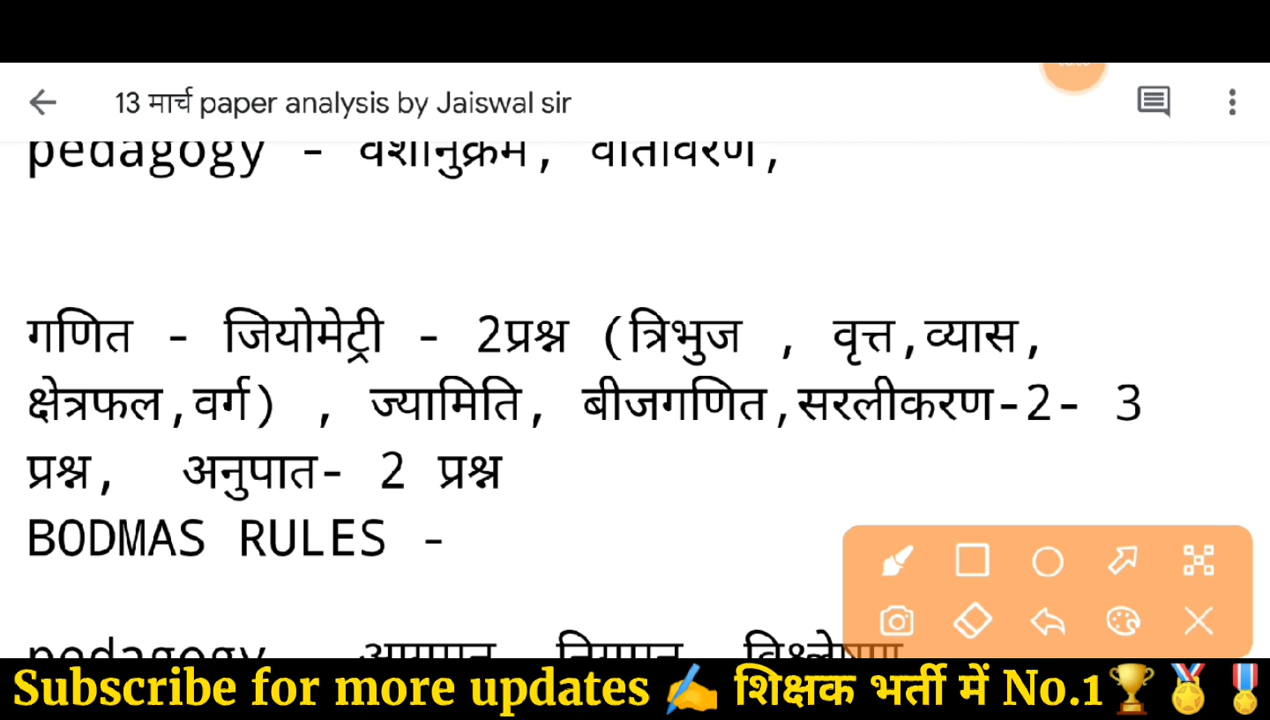 13 मार्च paper analysis by Jaiswal sir
pedagogy - वंशानुक्रम, वातावरण,
गणित - जियोमेट्री - 2प्रश्न (त्रिभुज , वृत्त,व्यास,
क्षेत्रफल,वर्ग) , ज्यामिति, बीजगणित,सरलीकरण-2- 3
प्रश्न, अनुपात- 2 प्रश्न
BODMAS RULES -
pedagogy
Subscribe for more updates ✍️ शिक्षक भर्ती में No.1🏆🏅🎖️